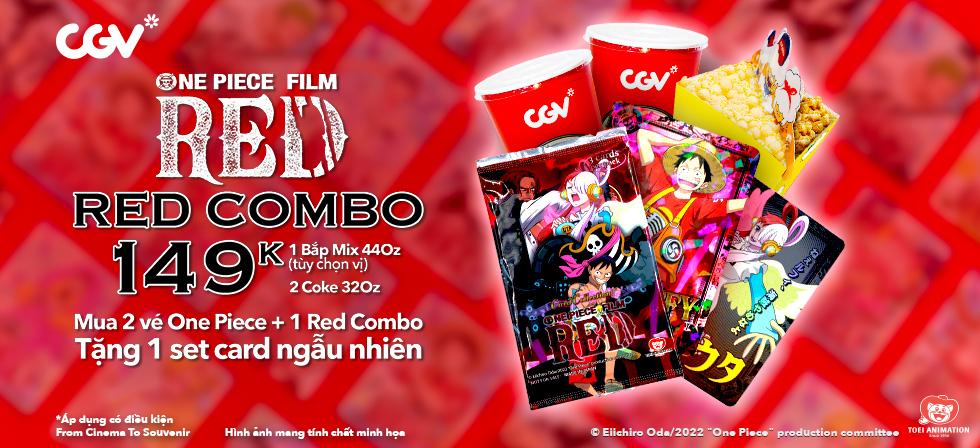 CGV
ONE PIECE FILM
RED
RED COMBO
149K
1 Bắp Mix 44Oz
(tùy chọn vị)
2 Coke 32Oz
Mua 2 vé One Piece + 1 Red Combo
Tặng 1 set card ngẫu nhiên
*Áp dụng có điều kiện
From Cinema To Souvenir
Hình ảnh mang tính chất minh họa
CGV
CGV
ONE PIECE FILM
RED
ウタ
© Eiichiro Oda/2022 "One Piece" production committee
TOEI ANIMATION